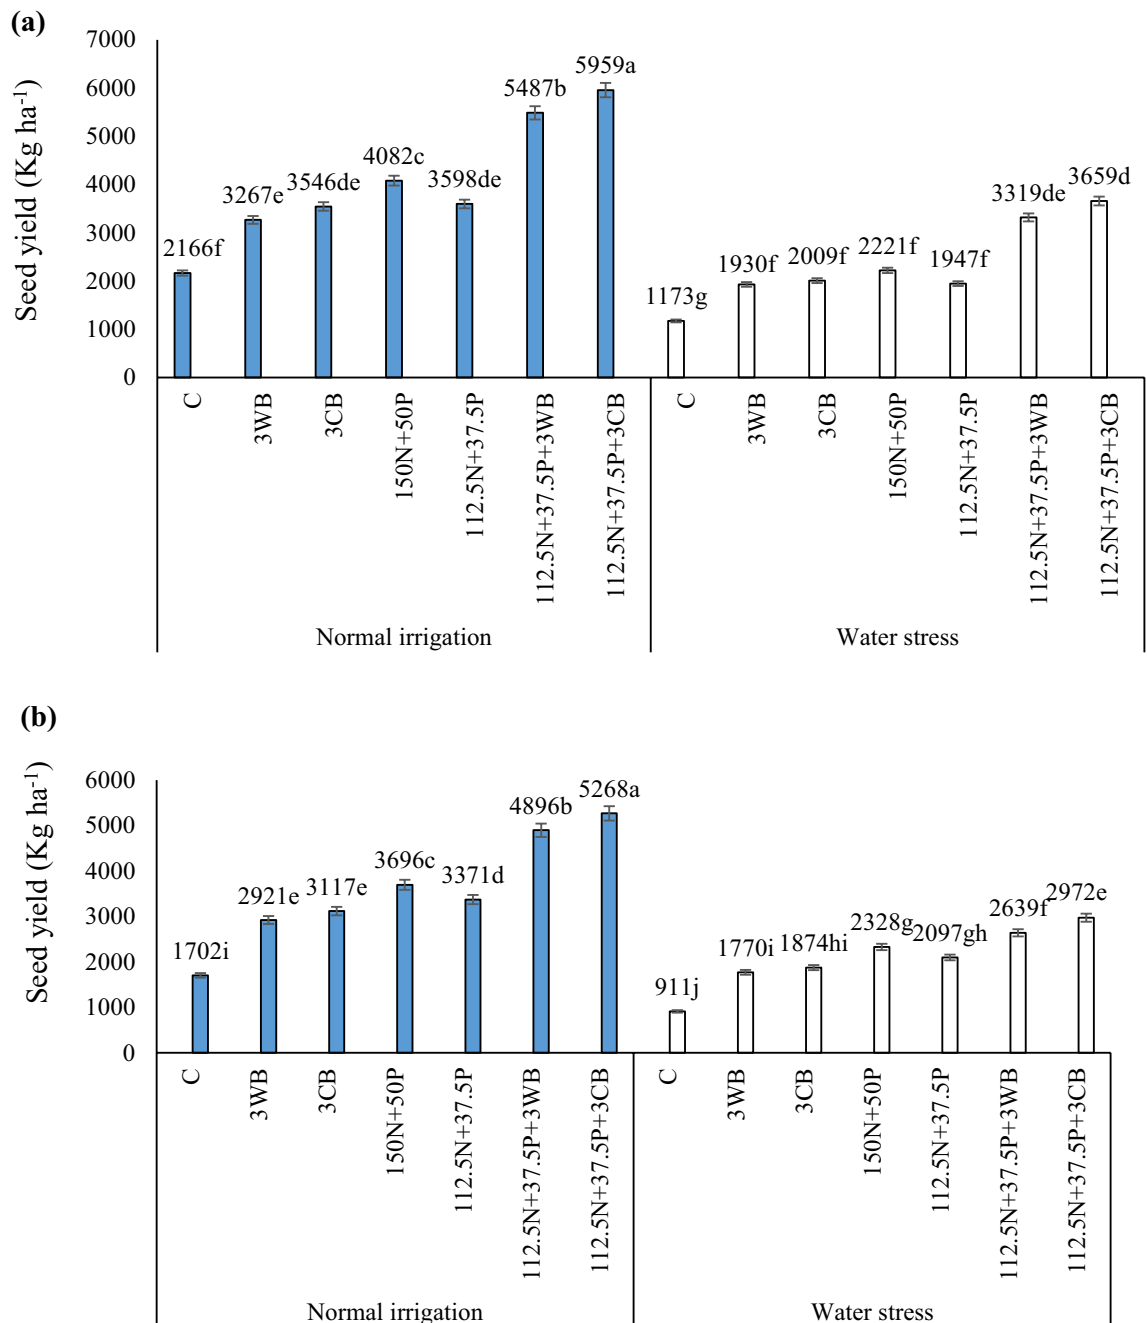 (a)
Seed yield (Kg ha⁻¹)
7000
6000
5000
4000
3000
2000
1000
0
2166f
3267e
3546de
4082c
3598de
5487b
5959a
1173g
1930f
2009f
2221f
1947f
3319de
3659d
C
3WB
3CB
150N+50P
112.5N+37.5P
112.5N+37.5P+3WB
112.5N+37.5P+3CB
C
3WB
3CB
150N+50P
112.5N+37.5P
112.5N+37.5P+3WB
112.5N+37.5P+3CB
Normal irrigation
Water stress
(b)
Seed yield (Kg ha⁻¹)
6000
5000
4000
3000
2000
1000
0
1702i
2921e
3117e
3696c
3371d
4896b
5268a
911j
1770i
1874hi
2328g
2097gh
2639f
2972e
C
3WB
3CB
150N+50P
112.5N+37.5P
112.5N+37.5P+3WB
112.5N+37.5P+3CB
C
3WB
3CB
150N+50P
112.5N+37.5P
112.5N+37.5P+3WB
112.5N+37.5P+3CB
Normal irrigation
Water stress